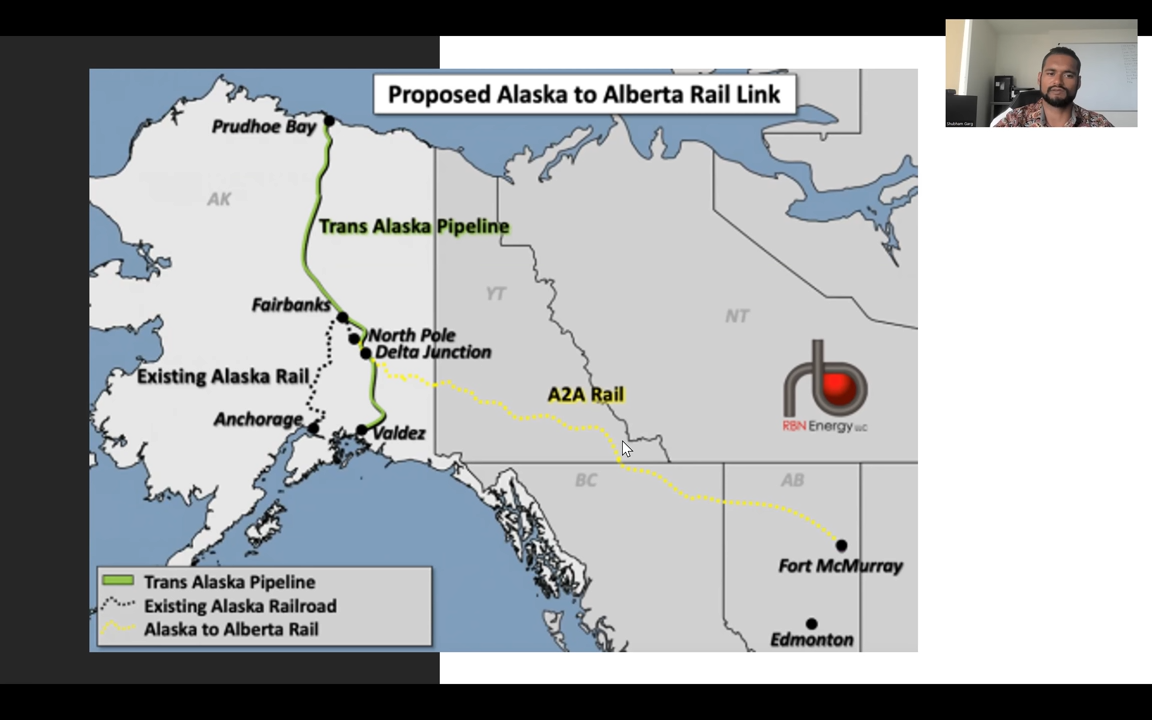 Proposed Alaska to Alberta Rail Link
Prudhoe Bay
AK
Trans Alaska Pipeline
YT
NT
Fairbanks
North Pole
Delta Junction
Existing Alaska Rail
A2A Rail
Anchorage
Valdez
RBN Energy LLC
BC
AB
Fort McMurray
Edmonton
Trans Alaska Pipeline
Existing Alaska Railroad
Alaska to Alberta Rail
Shubham Garg